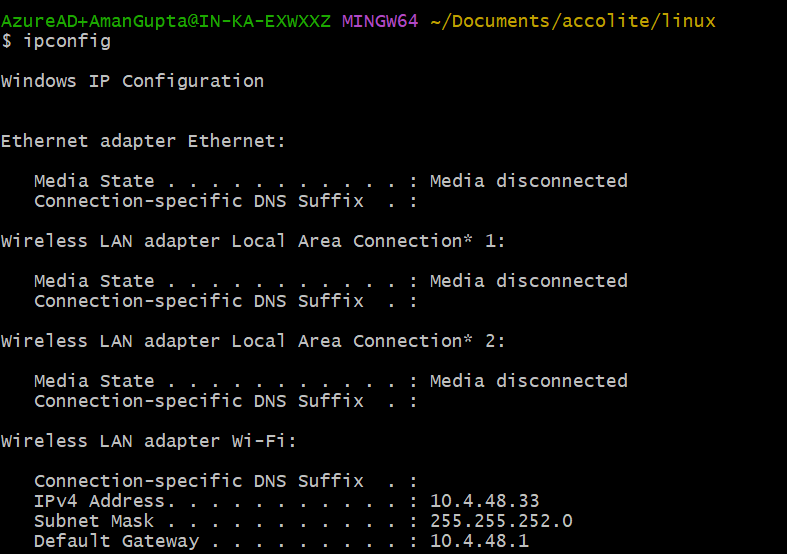 AzureAD+AmanGupta@IN-KA-EXWXXZ MINGW64 ~/Documents/accolite/linux
$ ipconfig
Windows IP Configuration
Ethernet adapter Ethernet:
Media State . . . . . . . . . . . : Media disconnected
Connection-specific DNS Suffix  . :
Wireless LAN adapter Local Area Connection* 1:
Media State . . . . . . . . . . . : Media disconnected
Connection-specific DNS Suffix  . :
Wireless LAN adapter Local Area Connection* 2:
Media State . . . . . . . . . . . : Media disconnected
Connection-specific DNS Suffix  . :
Wireless LAN adapter Wi-Fi:
Connection-specific DNS Suffix  . :
IPv4 Address. . . . . . . . . . . : 10.4.48.33
Subnet Mask . . . . . . . . . . . : 255.255.252.0
Default Gateway . . . . . . . . . : 10.4.48.1